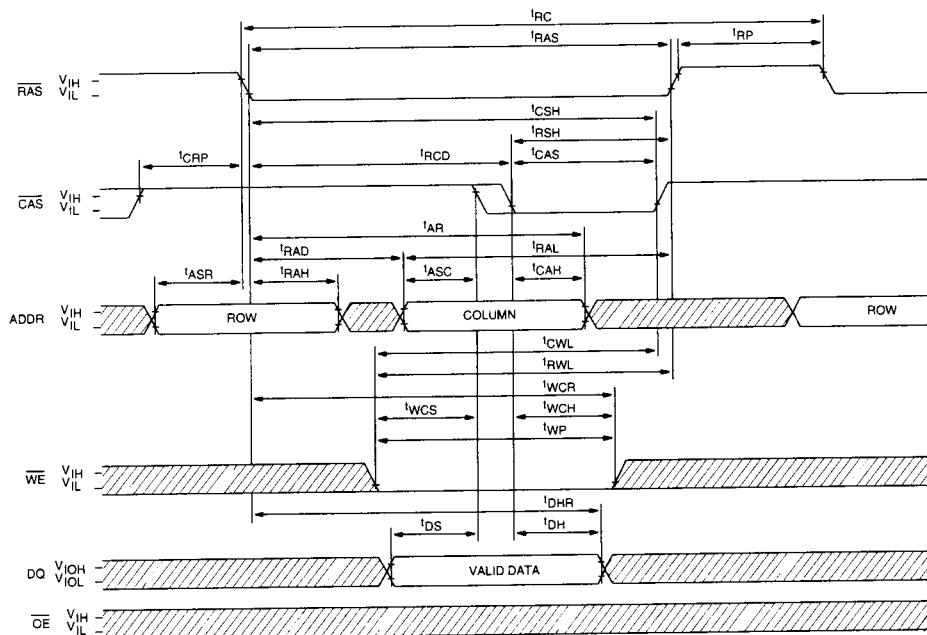 tRC
tRAS
tRP
RAS
VIH
VIL
tCSH
tRSH
tCRP
tRCD
tCAS
CAS
VIH
VIL
tAR
tRAD
tRAL
tASR
tRAH
tASC
tCAH
ADDR
VIH
VIL
ROW
COLUMN
ROW
tCWL
tRWL
tWCR
tWCS
tWCH
tWP
WE
VIH
VIL
tDHR
tDS
tDH
DQ
VIOH
VIOL
VALID DATA
OE
VIH
VIL